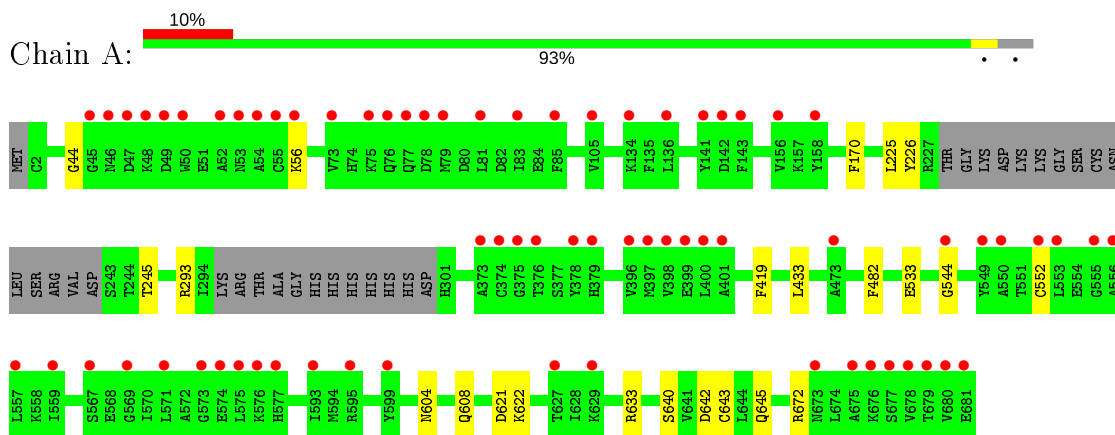 10%
Chain A:
93%
MET C2 G44 G45 N46 D47 K48 D49 W50 E51 A52 N53 A54 C55 K56 V73 H74 K75 Q76 Q77 D78 M79 D80 L81 D82 I83 E84 F85 V105 K134 F135 L136 Y141 D142 F143 V156 K157 Y158 F170 L225 Y226 R227 THR GLY LYS ASP LYS LYS GLY SER CYS ASN
LEU SER ARG VAL ASP S243 T244 T245 R293 I294 LYS ARG THR ALA GLY HIS HIS HIS HIS HIS HIS ASP H301 A373 C374 G375 T376 S377 Y378 H379 V396 M397 V398 E399 L400 A401 F419 L433 A473 F482 E533 G544 Y549 A550 T551 C552 L553 E554 G555 A556
L557 K558 I559 S567 E568 G569 I570 L571 A572 G573 E574 L575 K576 H577 I593 M594 R595 Y599 N604 Q608 D621 K622 T627 I628 K629 R633 S640 V641 D642 C643 L644 Q645 R672 N673 L674 A675 K676 S677 V678 T679 V680 E681